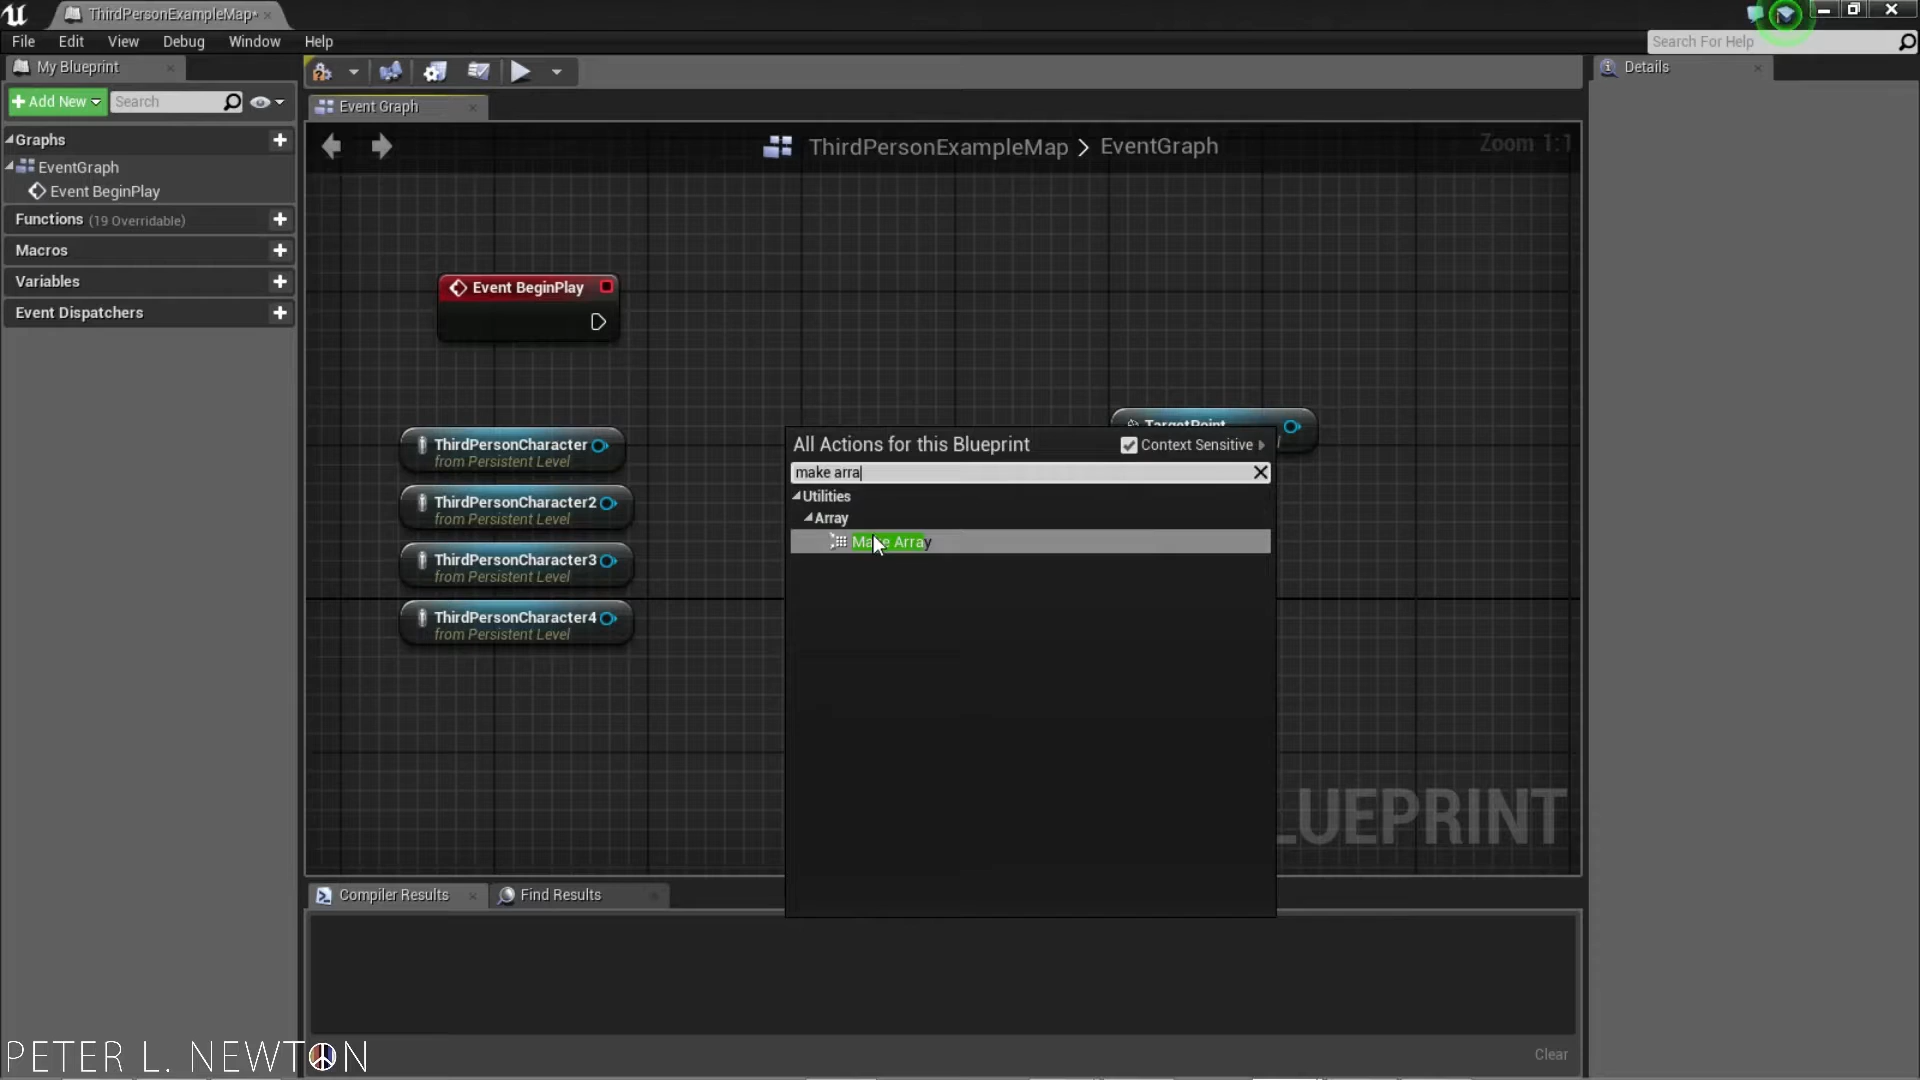 ThirdPersonExampleMap*
File Edit View Debug Window Help
Search For Help
My Blueprint
Details
Add New
Search
Event Graph
Graphs
EventGraph
Event BeginPlay
Functions (19 Overridable)
Macros
Variables
Event Dispatchers
ThirdPersonExampleMap > EventGraph
Zoom 1:1
Event BeginPlay
ThirdPersonCharacter
from Persistent Level
ThirdPersonCharacter2
from Persistent Level
ThirdPersonCharacter3
from Persistent Level
ThirdPersonCharacter4
from Persistent Level
TargetPoint
All Actions for this Blueprint
Context Sensitive
make arra
Utilities
Array
Make Array
LUEPRINT
Compiler Results
Find Results
Clear
PETER L. NEWTON